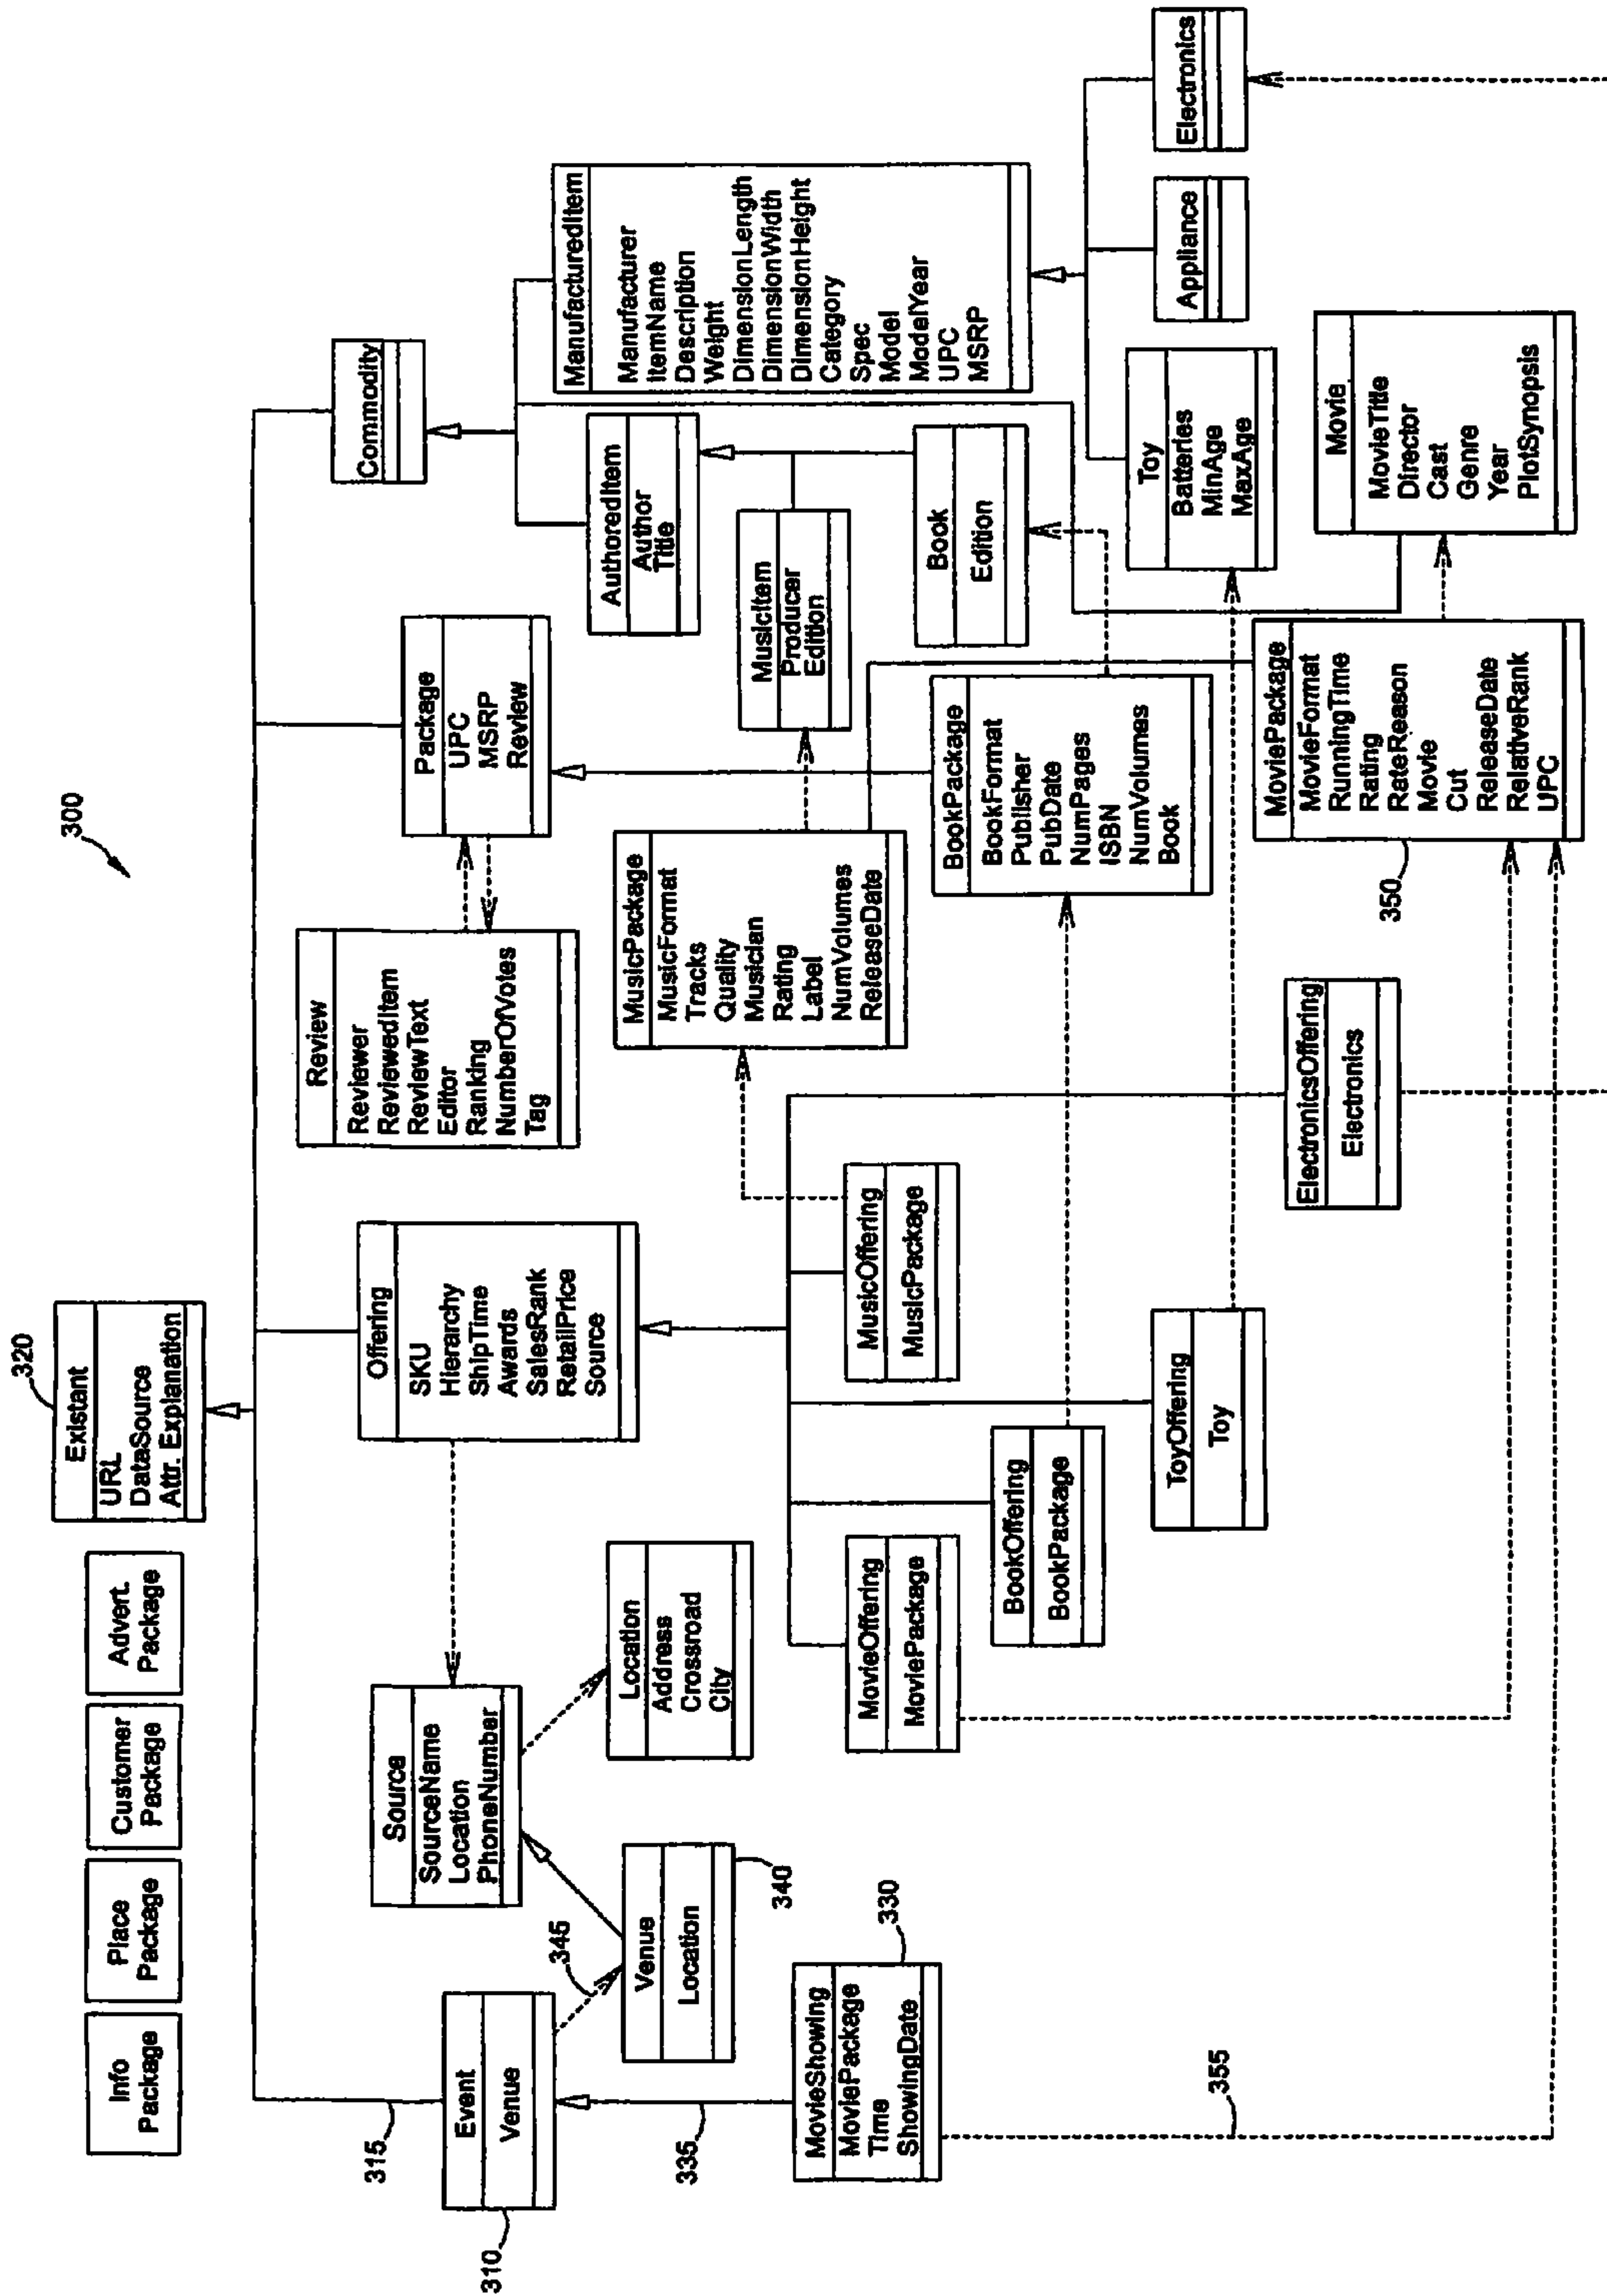 300
Info
Package
Place
Package
Customer
Package
Advert.
Package
320
Existant
URL
DataSource
Attr. Explanation
315
310
Event
Venue
345
Venue
Location
340
335
MovieShowing
MoviePackage
Time
ShowingDate
330
355
Source
SourceName
Location
PhoneNumber
Location
Address
Crossroad
City
Offering
SKU
Hierarchy
ShipTime
Awards
SalesRank
RetailPrice
Source
MovieOffering
MoviePackage
BookOffering
BookPackage
MusicOffering
MusicPackage
ToyOffering
Toy
ElectronicsOffering
Electronics
Review
Reviewer
ReviewedItem
ReviewText
Editor
Ranking
NumberOfVotes
Tag
Package
UPC
MSRP
Review
MusicPackage
MusicFormat
Tracks
Quality
Musician
Rating
Label
NumVolumes
ReleaseDate
BookPackage
BookFormat
Publisher
PubDate
NumPages
ISBN
NumVolumes
Book
350
MoviePackage
MovieFormat
RunningTime
Rating
RateReason
Movie
Cut
ReleaseDate
RelativeRank
UPC
Commodity
AuthoredItem
Author
Title
MusicItem
Producer
Edition
Book
Edition
ManufacturedItem
Manufacturer
ItemName
Description
Weight
DimensionLength
DimensionWidth
DimensionHeight
Category
Spec
Model
ModelYear
UPC
MSRP
Toy
Batteries
MinAge
MaxAge
Appliance
Electronics
Movie
MovieTitle
Director
Cast
Genre
Year
PlotSynopsis